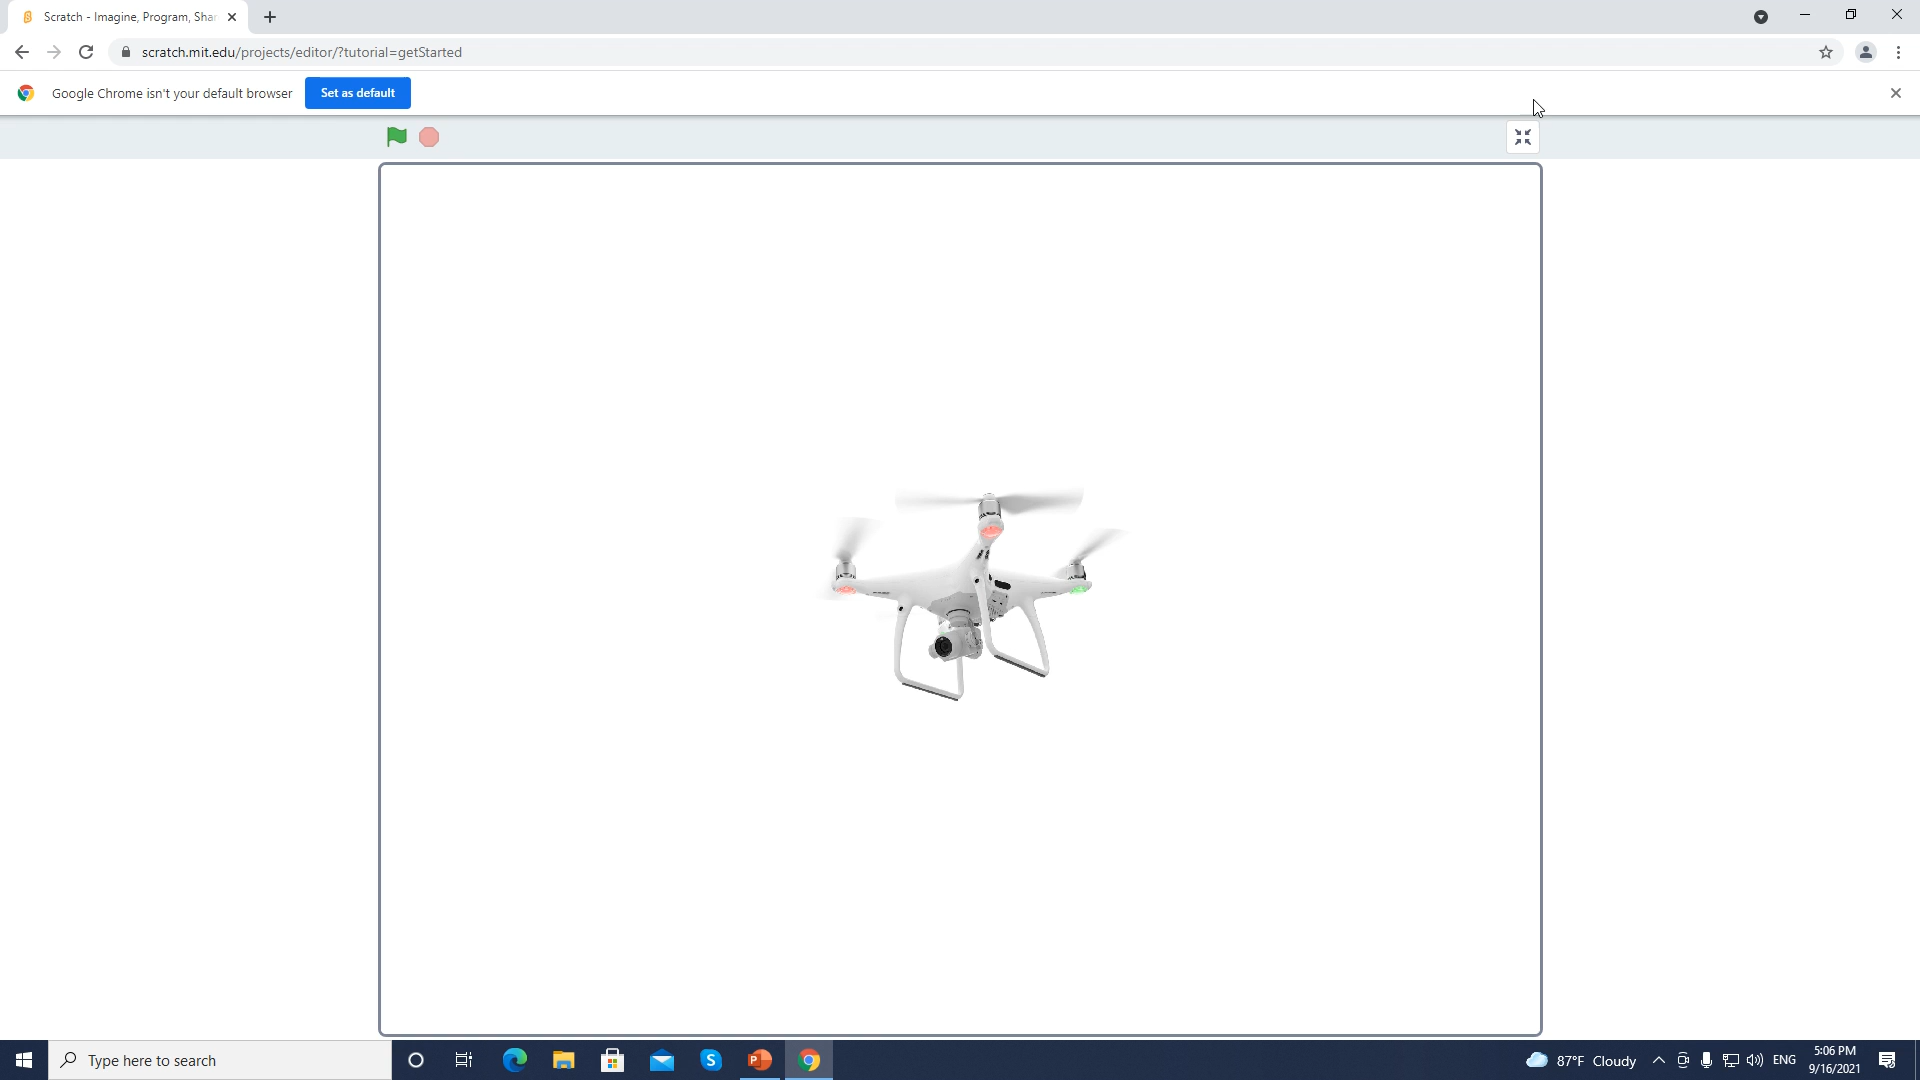 Scratch - Imagine, Program, Shar
scratch.mit.edu/projects/editor/?tutorial=getStarted
Google Chrome isn't your default browser
Set as default
Type here to search
87°F Cloudy
ENG
5:06 PM
9/16/2021